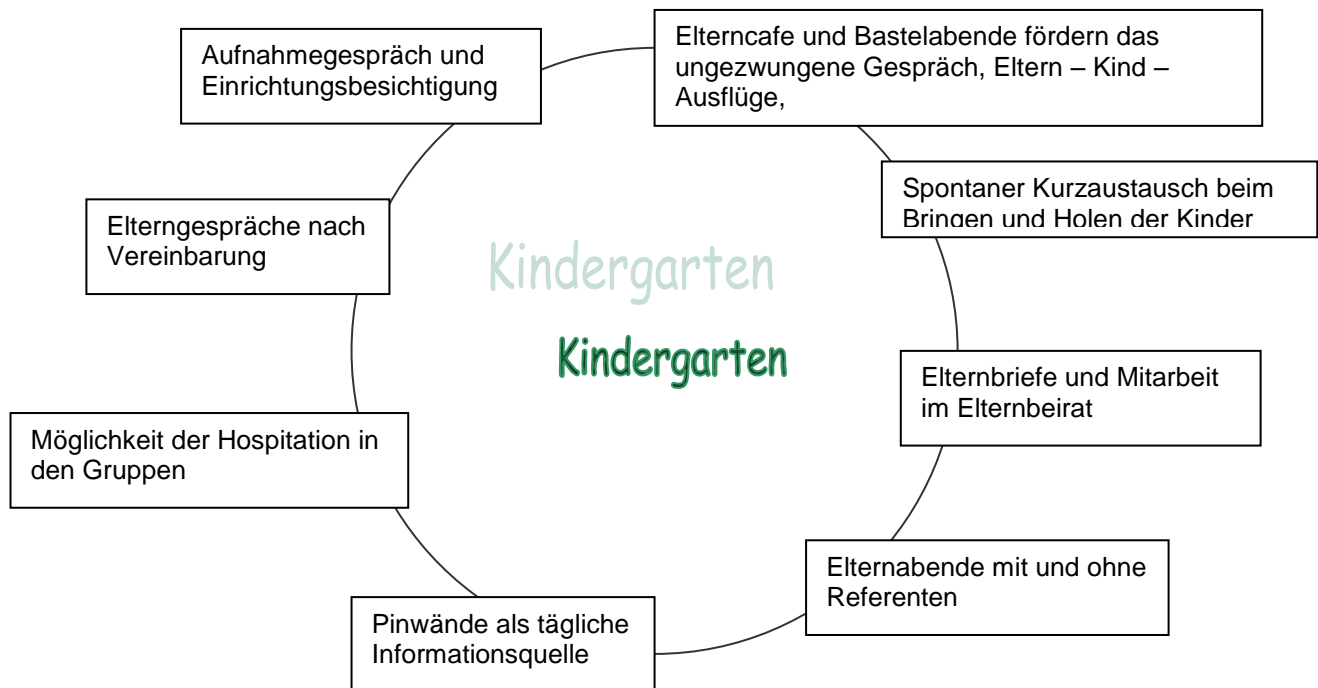 Aufnahmegespräch und
Einrichtungsbesichtigung
Elterncafe und Bastelabende fördern das
ungezwungene Gespräch, Eltern – Kind –
Ausflüge,
Spontaner Kurzaustausch beim
Bringen und Holen der Kinder
Elterngespräche nach
Vereinbarung
Kindergarten
Kindergarten
Elternbriefe und Mitarbeit
im Elternbeirat
Möglichkeit der Hospitation in
den Gruppen
Elternabende mit und ohne
Referenten
Pinwände als tägliche
Informationsquelle